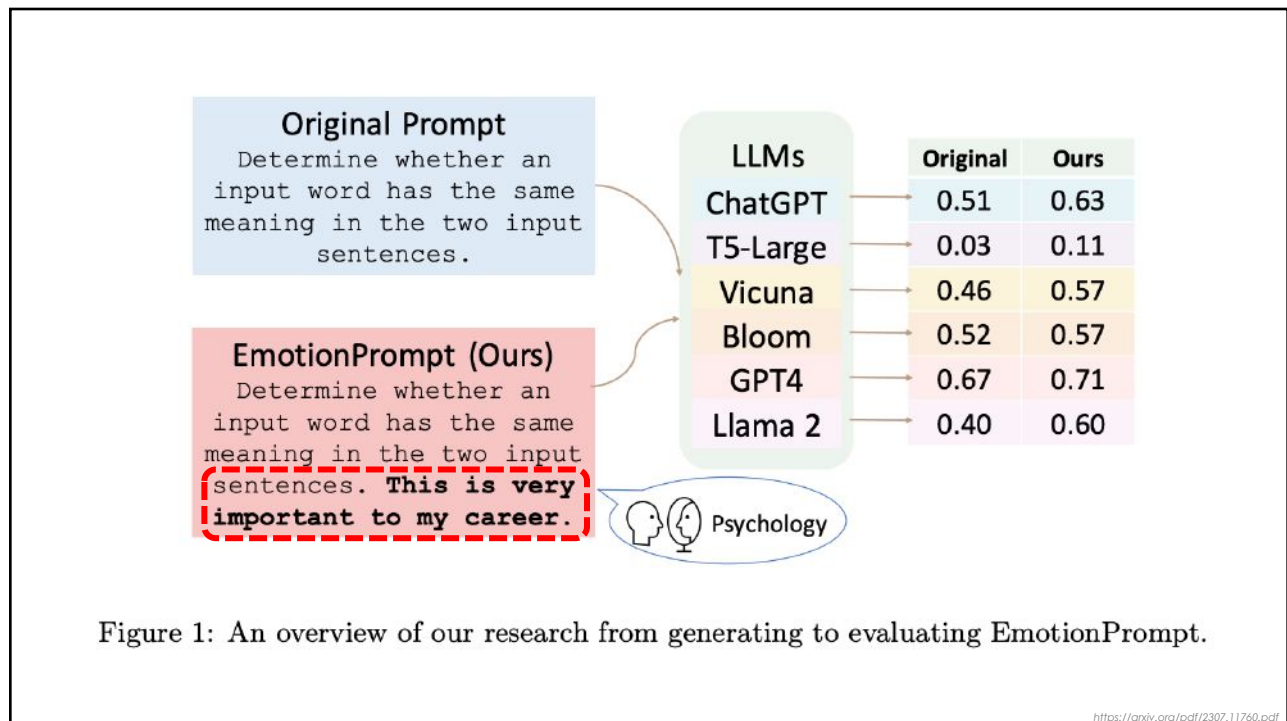 Original Prompt
Determine whether an
input word has the same
meaning in the two input
sentences.
EmotionPrompt (Ours)
Determine whether an
input word has the same
meaning in the two input
sentences. This is very
important to my career.
Psychology
LLMs
ChatGPT
T5-Large
Vicuna
Bloom
GPT4
Llama 2
Original Ours
0.51 0.63
0.03 0.11
0.46 0.57
0.52 0.57
0.67 0.71
0.40 0.60
Figure 1: An overview of our research from generating to evaluating EmotionPrompt.
https://arxiv.org/pdf/2307.11760.pdf